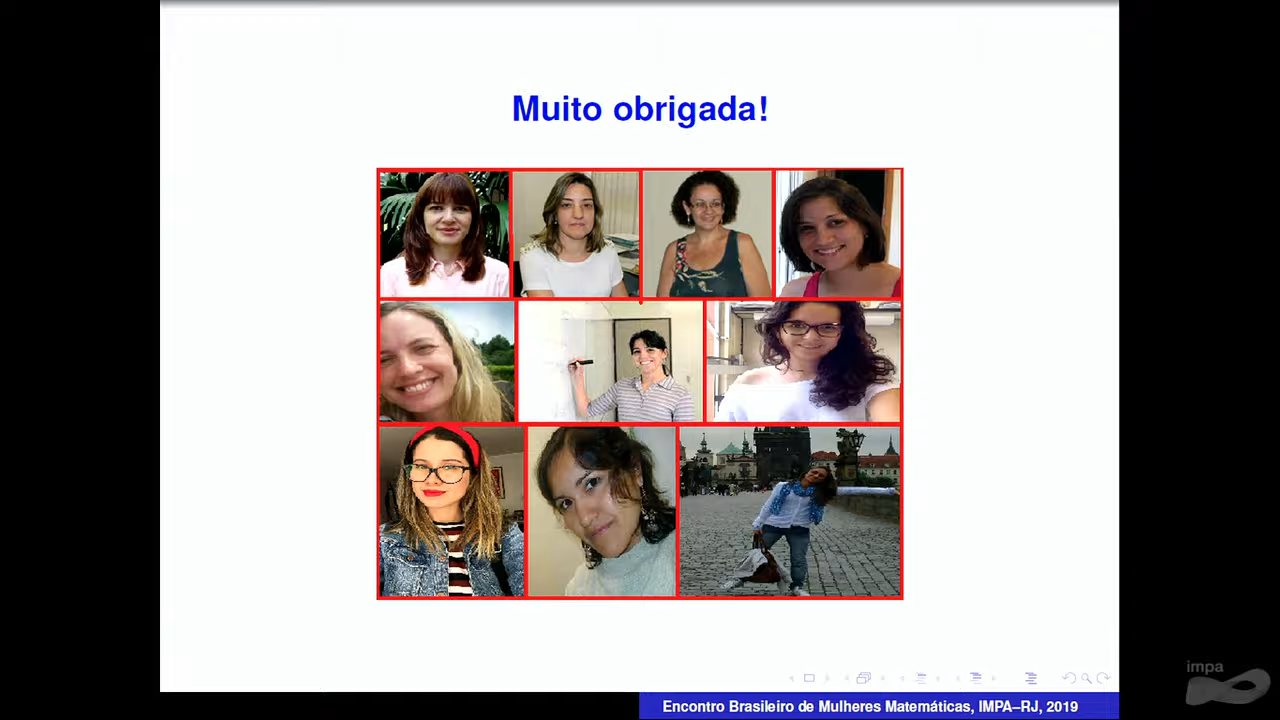 Muito obrigada!
impa
Encontro Brasileiro de Mulheres Matemáticas, IMPA–RJ, 2019